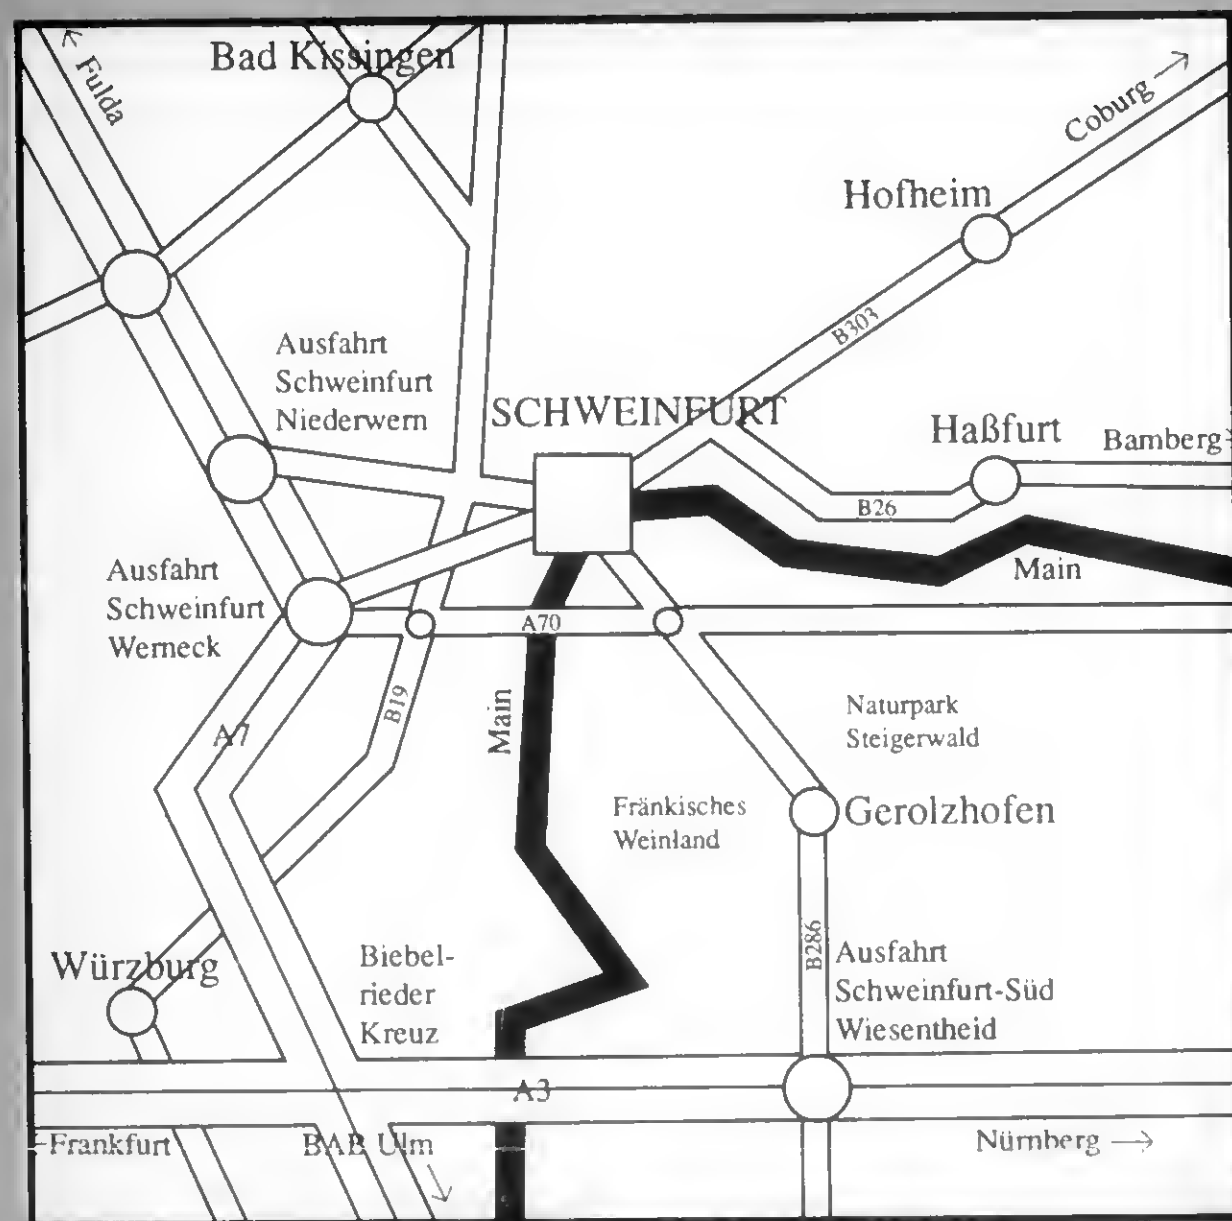 Bad Kissingen
← Fulda
Coburg →
Hofheim
B303
Ausfahrt
Schweinfurt
Niederwern
SCHWEINFURT
Haßfurt
Bamberg→
B26
Main
Ausfahrt
Schweinfurt
Werneck
A70
B19
A7
Main
Naturpark
Steigerwald
Fränkisches
Weinland
Gerolzhofen
Würzburg
Biebel-
rieder
Kreuz
B286
Ausfahrt
Schweinfurt-Süd
Wiesentheid
A3
←Frankfurt
BAB Ulm →
Nürnberg →